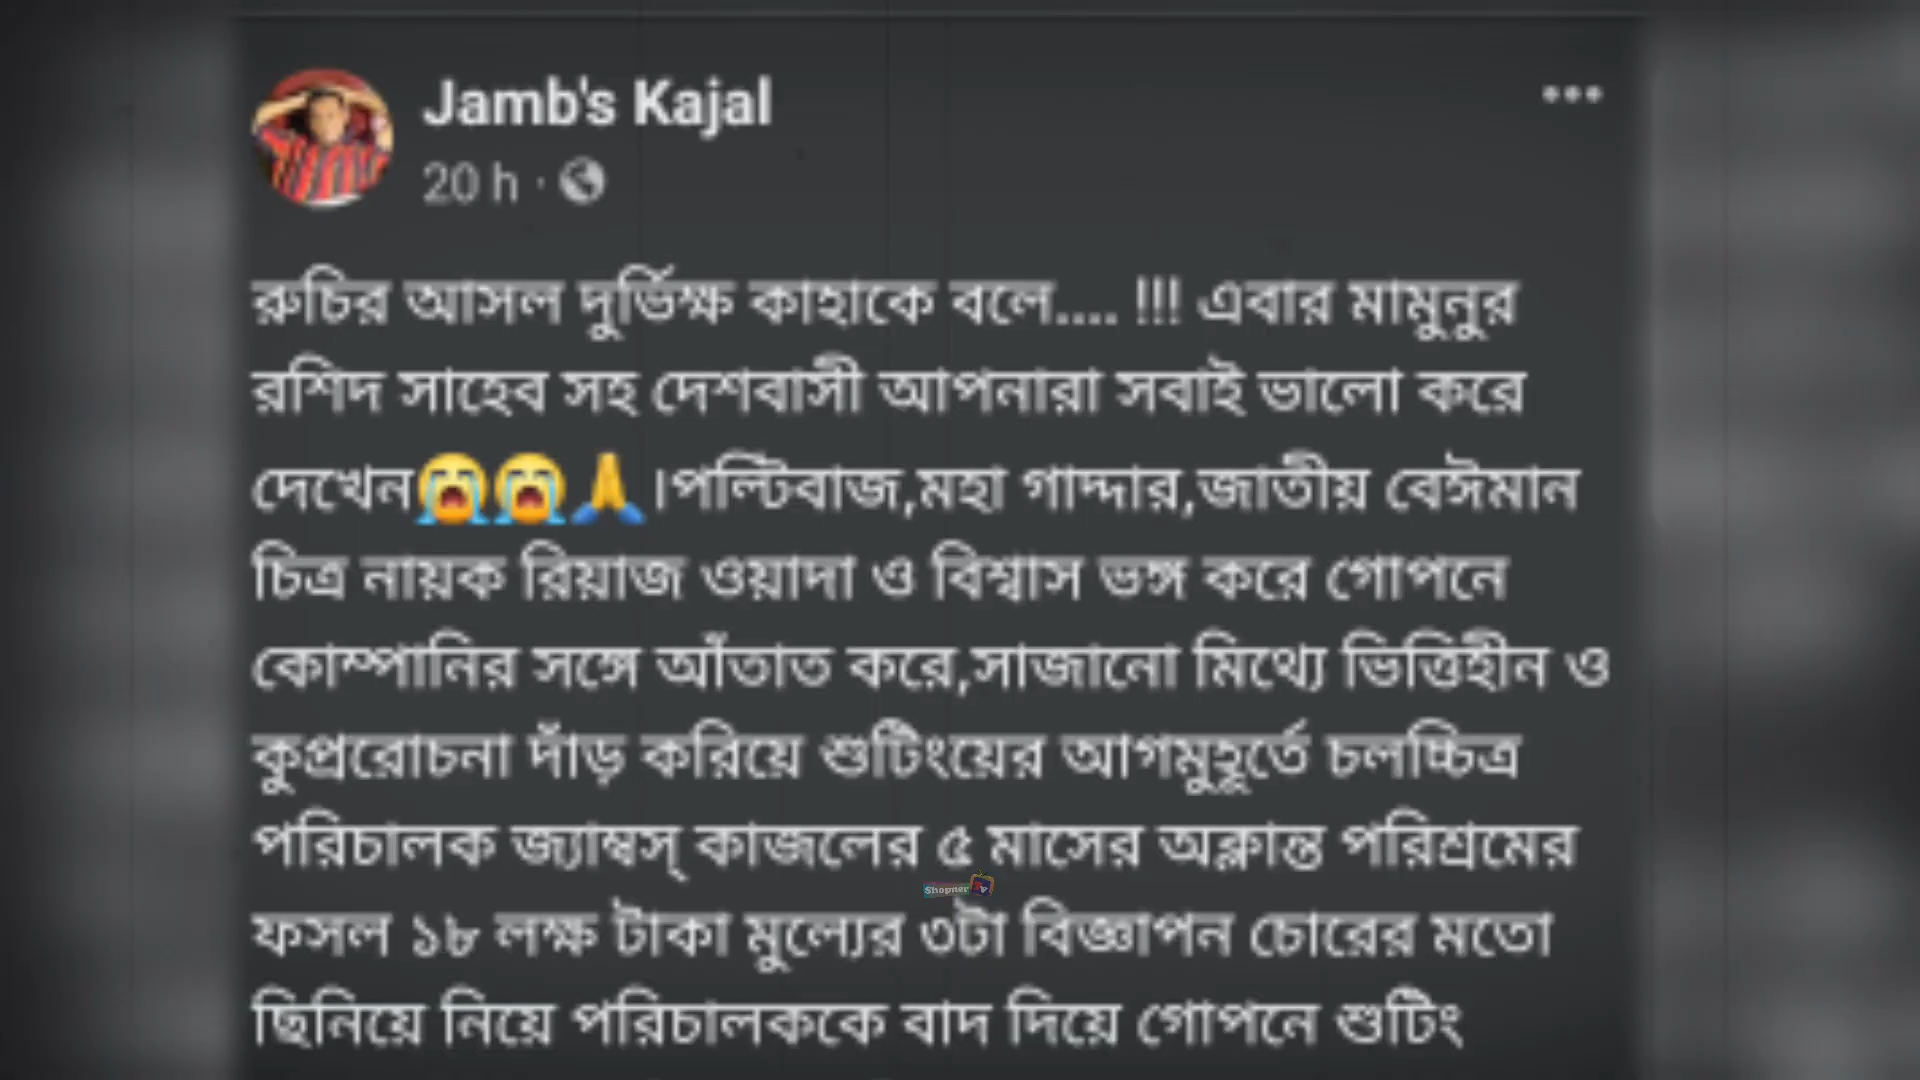 Jamb's Kajal
20 h ·
রুচির আসল দুর্ভিক্ষ কাহাকে বলে.... !!! এবার মামুনুর
রশিদ সাহেব সহ দেশবাসী আপনারা সবাই ভালো করে
দেখেন😭😭🙏।পল্টিবাজ,মহা গাদ্দার,জাতীয় বেঈমান
চিত্র নায়ক রিয়াজ ওয়াদা ও বিশ্বাস ভঙ্গ করে গোপনে
কোম্পানির সঙ্গে আঁতাত করে,সাজানো মিথ্যে ভিত্তিহীন ও
কুপ্ররোচনা দাঁড় করিয়ে শুটিংয়ের আগমুহূর্তে চলচ্চিত্র
পরিচালক জ্যাম্বস্ কাজলের ৫ মাসের অক্লান্ত পরিশ্রমের
Shopner Tv
ফসল ১৮ লক্ষ টাকা মুল্যের ৩টা বিজ্ঞাপন চোরের মতো
ছিনিয়ে নিয়ে পরিচালককে বাদ দিয়ে গোপনে শুটিং